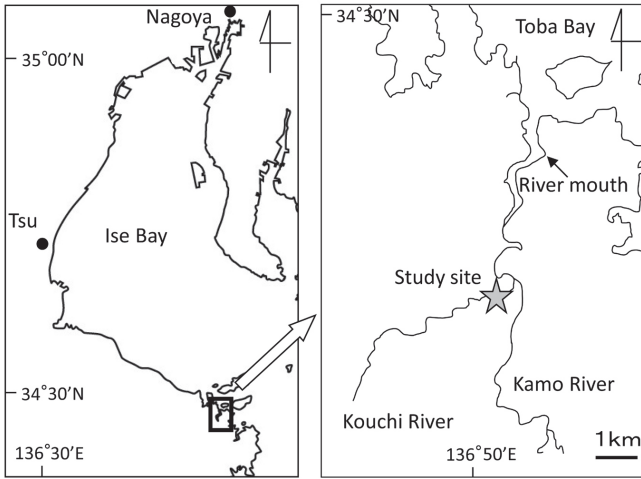 Nagoya
35°00'N
Tsu
Ise Bay
34°30'N
136°30'E
34°30'N
Toba Bay
River mouth
Study site
Kamo River
Kouchi River
136°50'E
1km